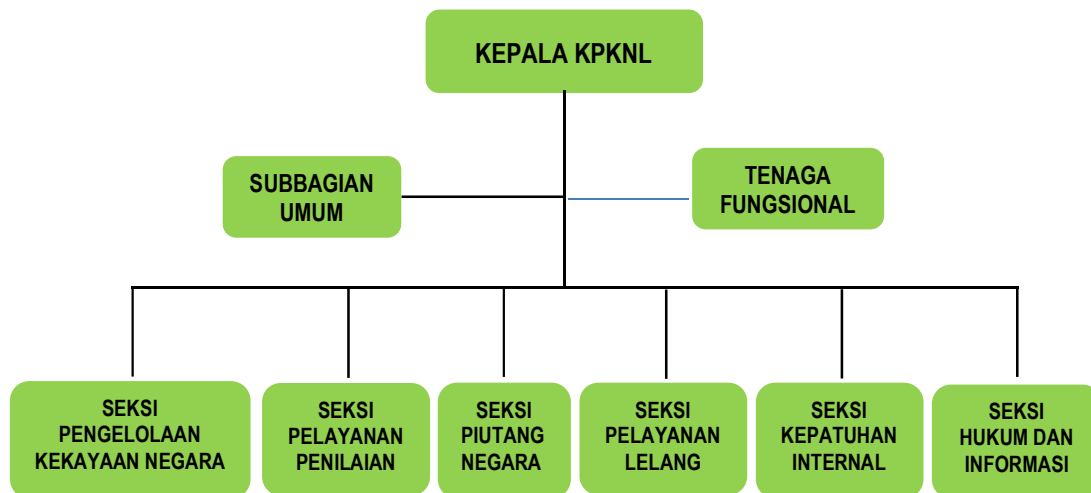 KEPALA KPKNL
SUBBAGIAN
UMUM
TENAGA
FUNGSIONAL
SEKSI
PENGELOLAAN
KEKAYAAN NEGARA
SEKSI
PELAYANAN
PENILAIAN
SEKSI
PIUTANG
NEGARA
SEKSI
PELAYANAN
LELANG
SEKSI
KEPATUHAN
INTERNAL
SEKSI
HUKUM DAN
INFORMASI